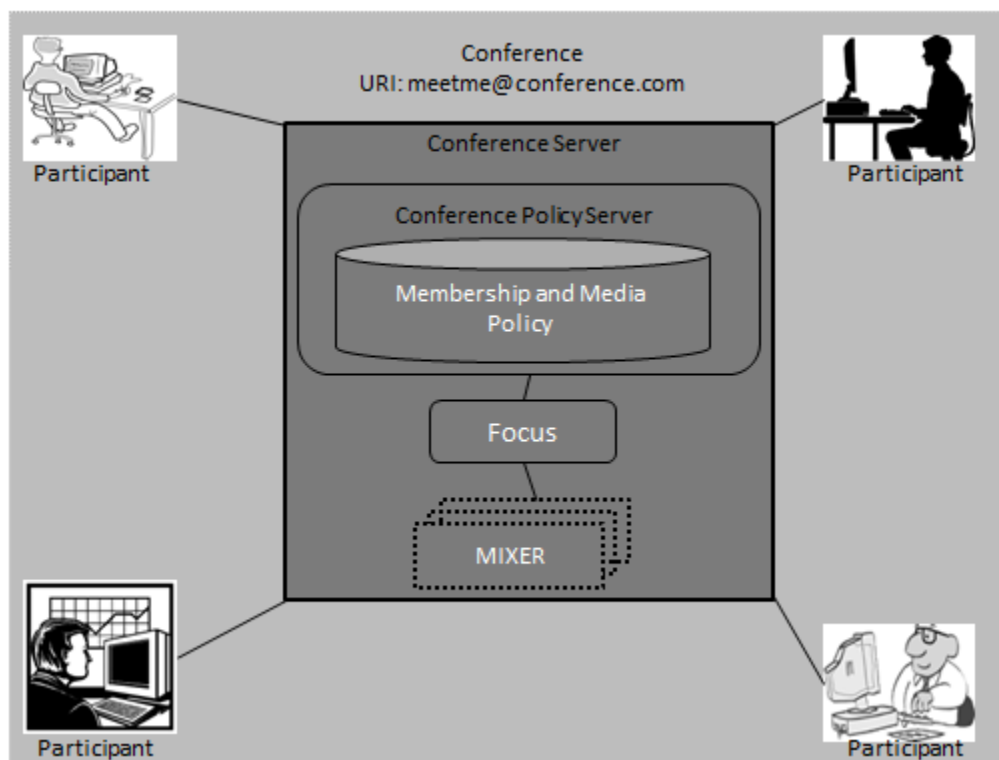 Conference
URI: meetme@conference.com
Participant
Participant
Conference Server
Conference Policy Server
Membership and Media
Policy
Focus
MIXER
Participant
Participant